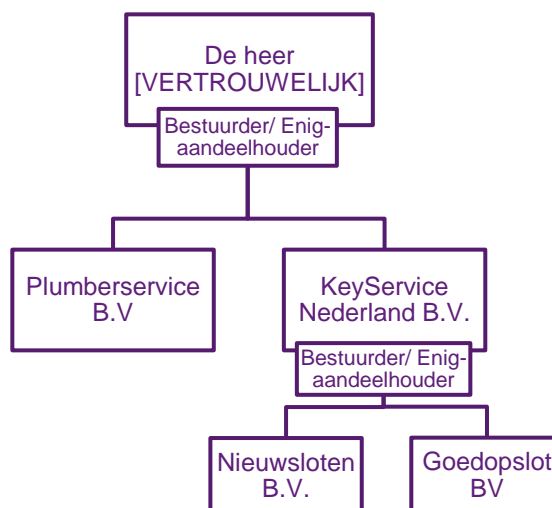 De heer
[VERTROUWELIJK]
Bestuurder/ Enig-
aandeelhouder
Plumberservice
B.V
KeyService
Nederland B.V.
Bestuurder/ Enig-
aandeelhouder
Nieuwsloten
B.V.
Goedopslot
BV